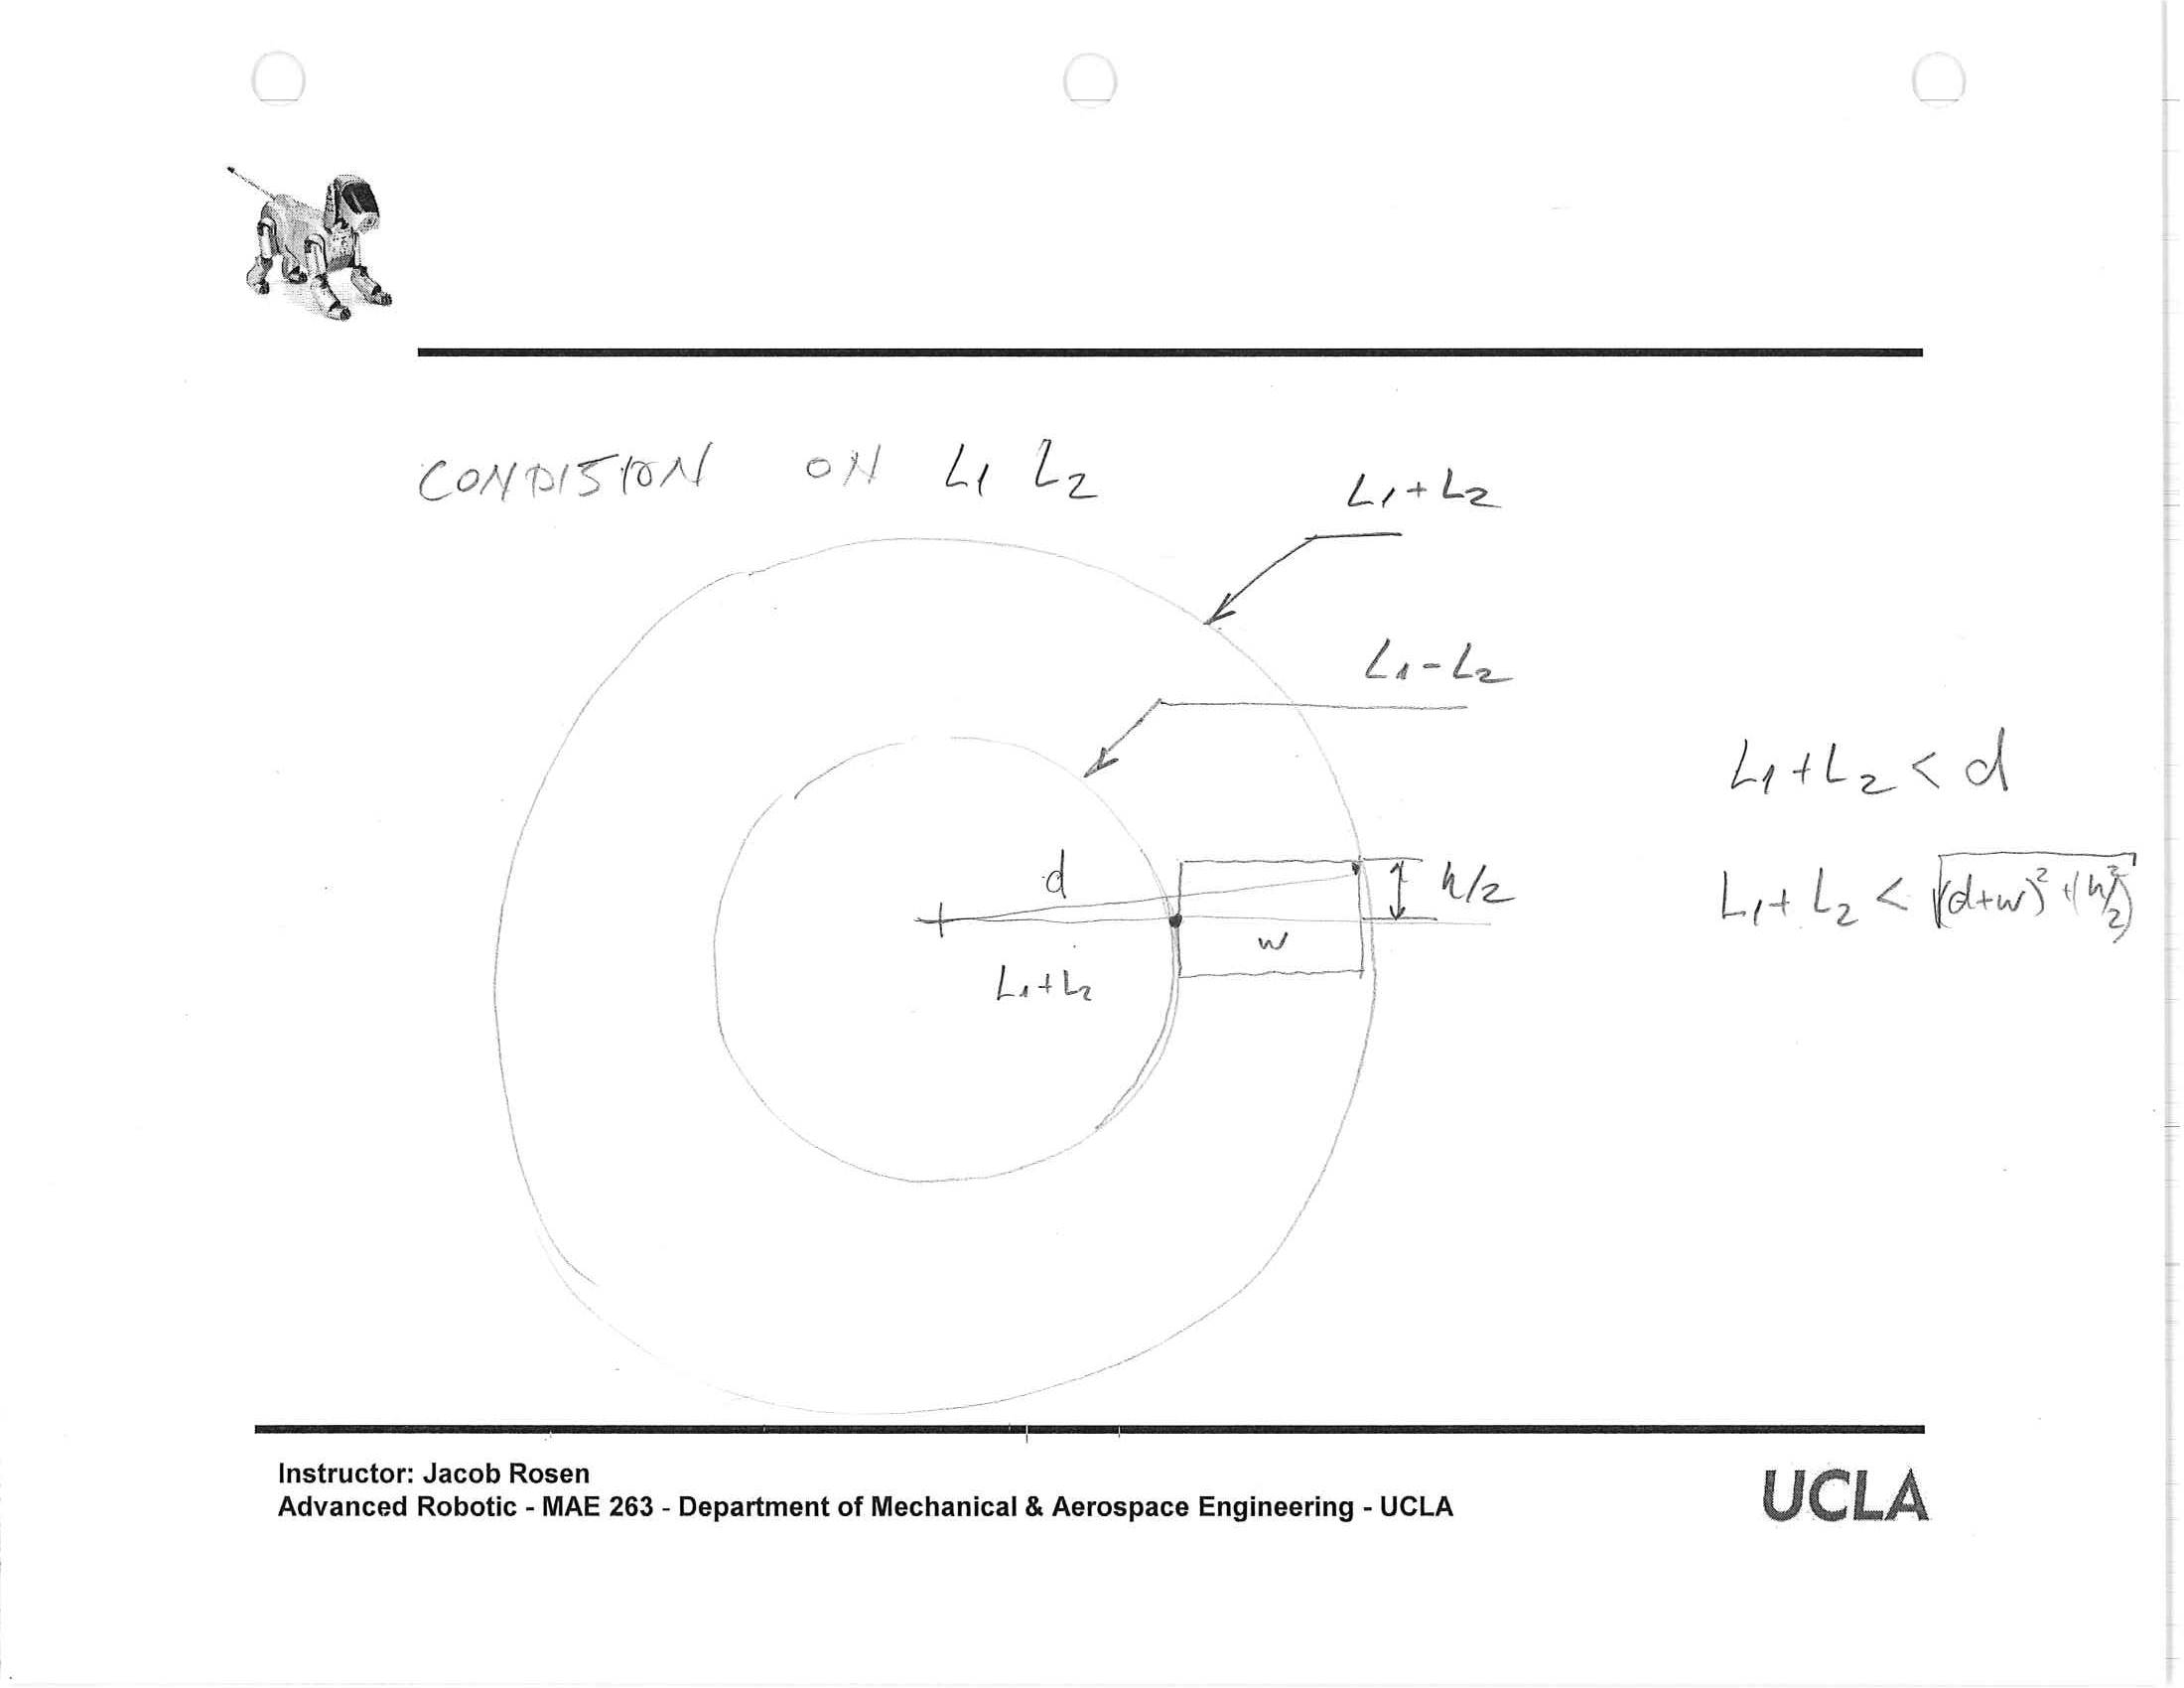 CONDISION ON L1 L2
L1+L2
L1-L2
L1+L2 < d
d
h/2
L1+L2 < √(d+w)²+(h/2)²
w
L1+L2
Instructor: Jacob Rosen
Advanced Robotic - MAE 263 - Department of Mechanical & Aerospace Engineering - UCLA
UCLA